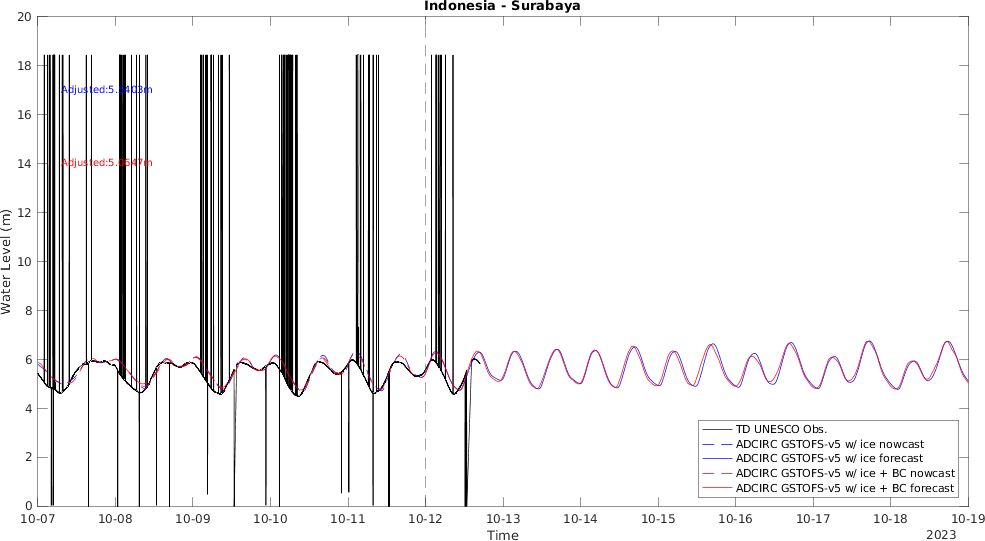 Indonesia - Surabaya
20
18
16
14
12
10
8
6
4
2
0
Water Level (m)
Adjusted:
Adjusted:
TD UNESCO Obs.
ADCIRC GSTOFS-v5 w/ ice nowcast
ADCIRC GSTOFS-v5 w/ ice forecast
ADCIRC GSTOFS-v5 w/ ice + BC nowcast
ADCIRC GSTOFS-v5 w/ ice + BC forecast
10-07 10-08 10-09 10-10 10-11 10-12 10-13 10-14 10-15 10-16 10-17 10-18 10-19
Time
2023